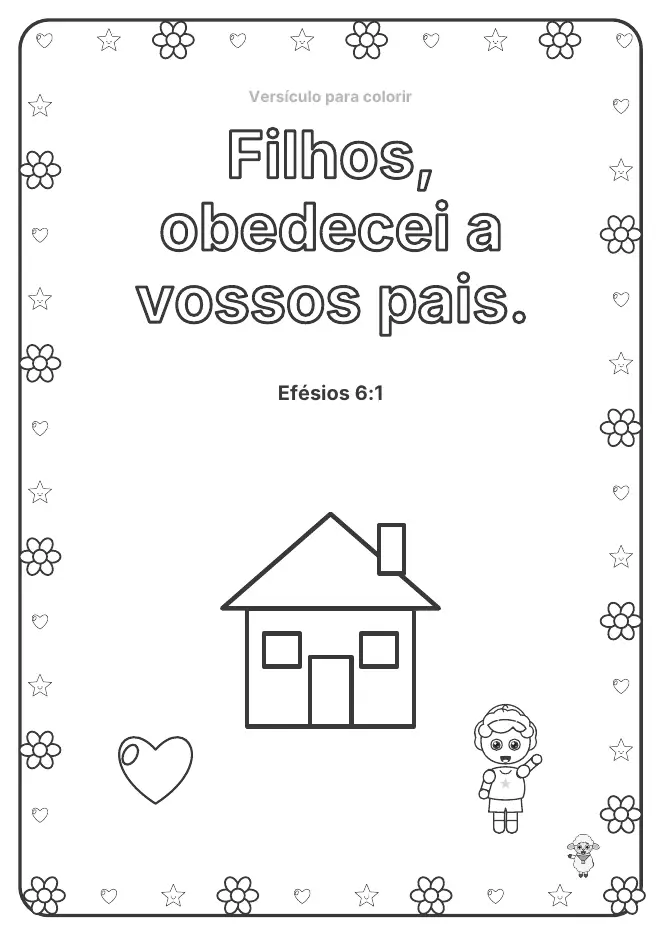 Versículo para colorir
Filhos,
obedecei a
vossos pais.
Efésios 6:1